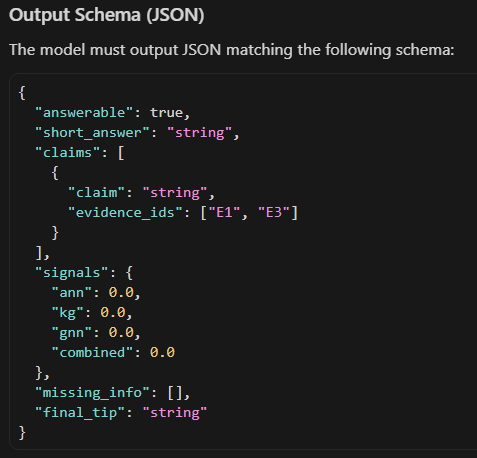 Output Schema (JSON)
The model must output JSON matching the following schema:
{
  "answerable": true,
  "short_answer": "string",
  "claims": [
    {
      "claim": "string",
      "evidence_ids": ["E1", "E3"]
    }
  ],
  "signals": {
    "ann": 0.0,
    "kg": 0.0,
    "gnn": 0.0,
    "combined": 0.0
  },
  "missing_info": [],
  "final_tip": "string"
}